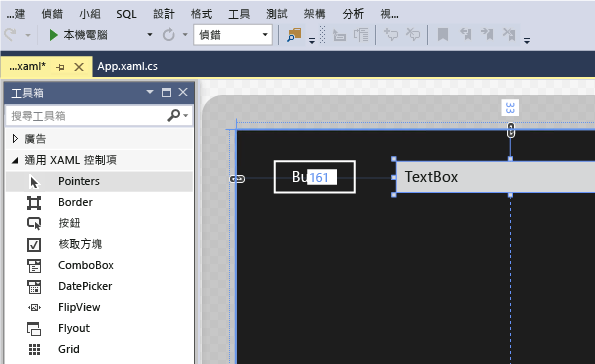 ...建 偵錯 小組 SQL 設計 格式 工具 測試 架構 分析 視...
本機電腦 偵錯
...xaml* App.xaml.cs
工具箱
搜尋工具箱
廣告
通用 XAML 控制項
Pointers
Border
按鈕
核取方塊
ComboBox
DatePicker
FlipView
Flyout
Grid
33
Bu 161 TextBox